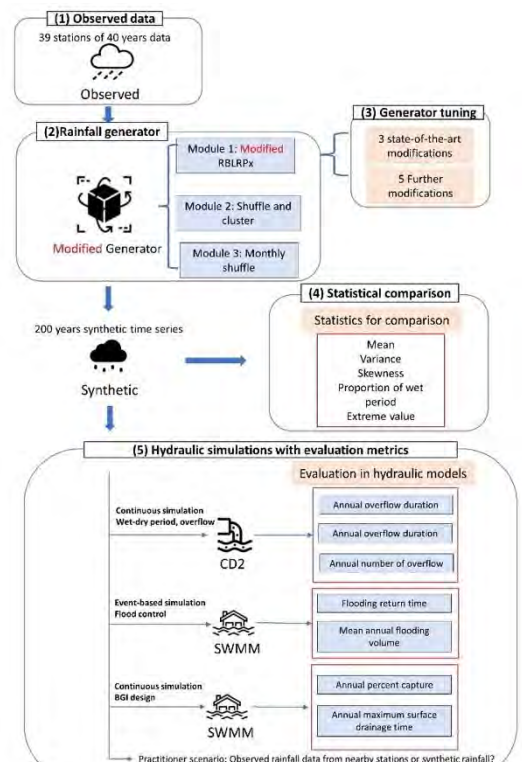 (1) Observed data
39 stations of 40 years data
Observed
(2)Rainfall generator
Modified Generator
Module 1: Modified
RBLRPx
Module 2: Shuffle and
cluster
Module 3: Monthly
shuffle
(3) Generator tuning
3 state-of-the-art
modifications
5 Further
modifications
200 years synthetic time series
Synthetic
(4) Statistical comparison
Statistics for comparison
Mean
Variance
Skewness
Proportion of wet
period
Extreme value
(5) Hydraulic simulations with evaluation metrics
Evaluation in hydraulic models
Continuous simulation
Wet-dry period, overflow
CD2
Annual overflow duration
Annual overflow duration
Annual number of overflow
Event-based simulation
Flood control
SWMM
Flooding return time
Mean annual flooding
volume
Continuous simulation
BGI design
SWMM
Annual percent capture
Annual maximum surface
drainage time
Practitioner scenario: Observed rainfall data from nearby stations or synthetic rainfall?